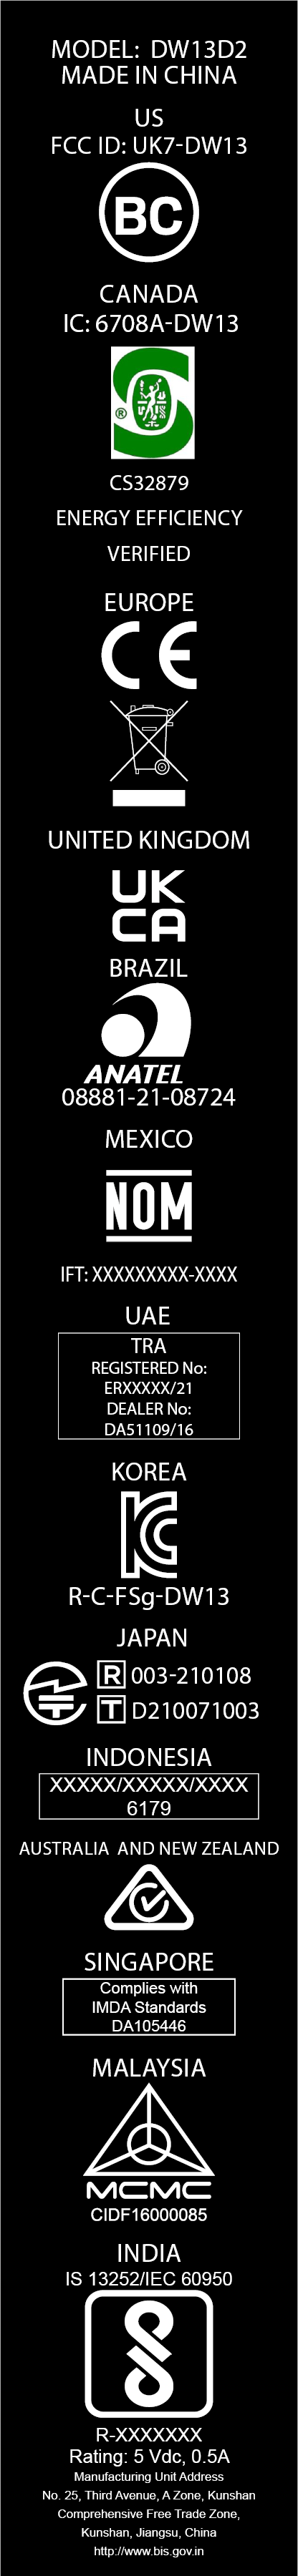 MODEL:  DW13D2
MADE IN CHINA
US
FCC ID: UK7-DW13
BC
CANADA
IC: 6708A-DW13
®
CS32879
ENERGY EFFICIENCY
VERIFIED
EUROPE
CE
UNITED KINGDOM
UK
CA
BRAZIL
ANATEL
08881-21-08724
MEXICO
NOM
IFT: XXXXXXXXX-XXXX
UAE
TRA
REGISTERED No:
ERXXXXX/21
DEALER No:
DA51109/16
KOREA
R-C-FSg-DW13
JAPAN
R 003-210108
T D210071003
INDONESIA
XXXXX/XXXXX/XXXX
6179
AUSTRALIA  AND NEW ZEALAND
SINGAPORE
Complies with
IMDA Standards
DA105446
MALAYSIA
MCMC
CIDF16000085
INDIA
IS 13252/IEC 60950
R-XXXXXXX
Rating: 5 Vdc, 0.5A
Manufacturing Unit Address
No. 25, Third Avenue, A Zone, Kunshan
Comprehensive Free Trade Zone,
Kunshan, Jiangsu, China
http://www.bis.gov.in